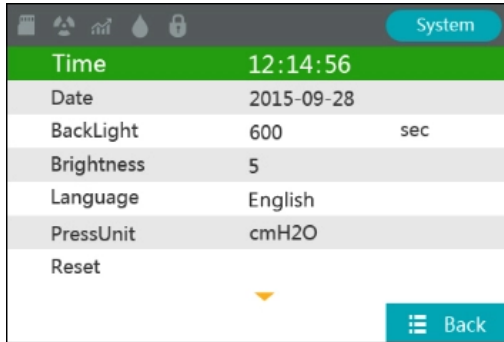 System
Time 12:14:56
Date 2015-09-28
BackLight 600 sec
Brightness 5
Language English
PressUnit cmH2O
Reset
Back